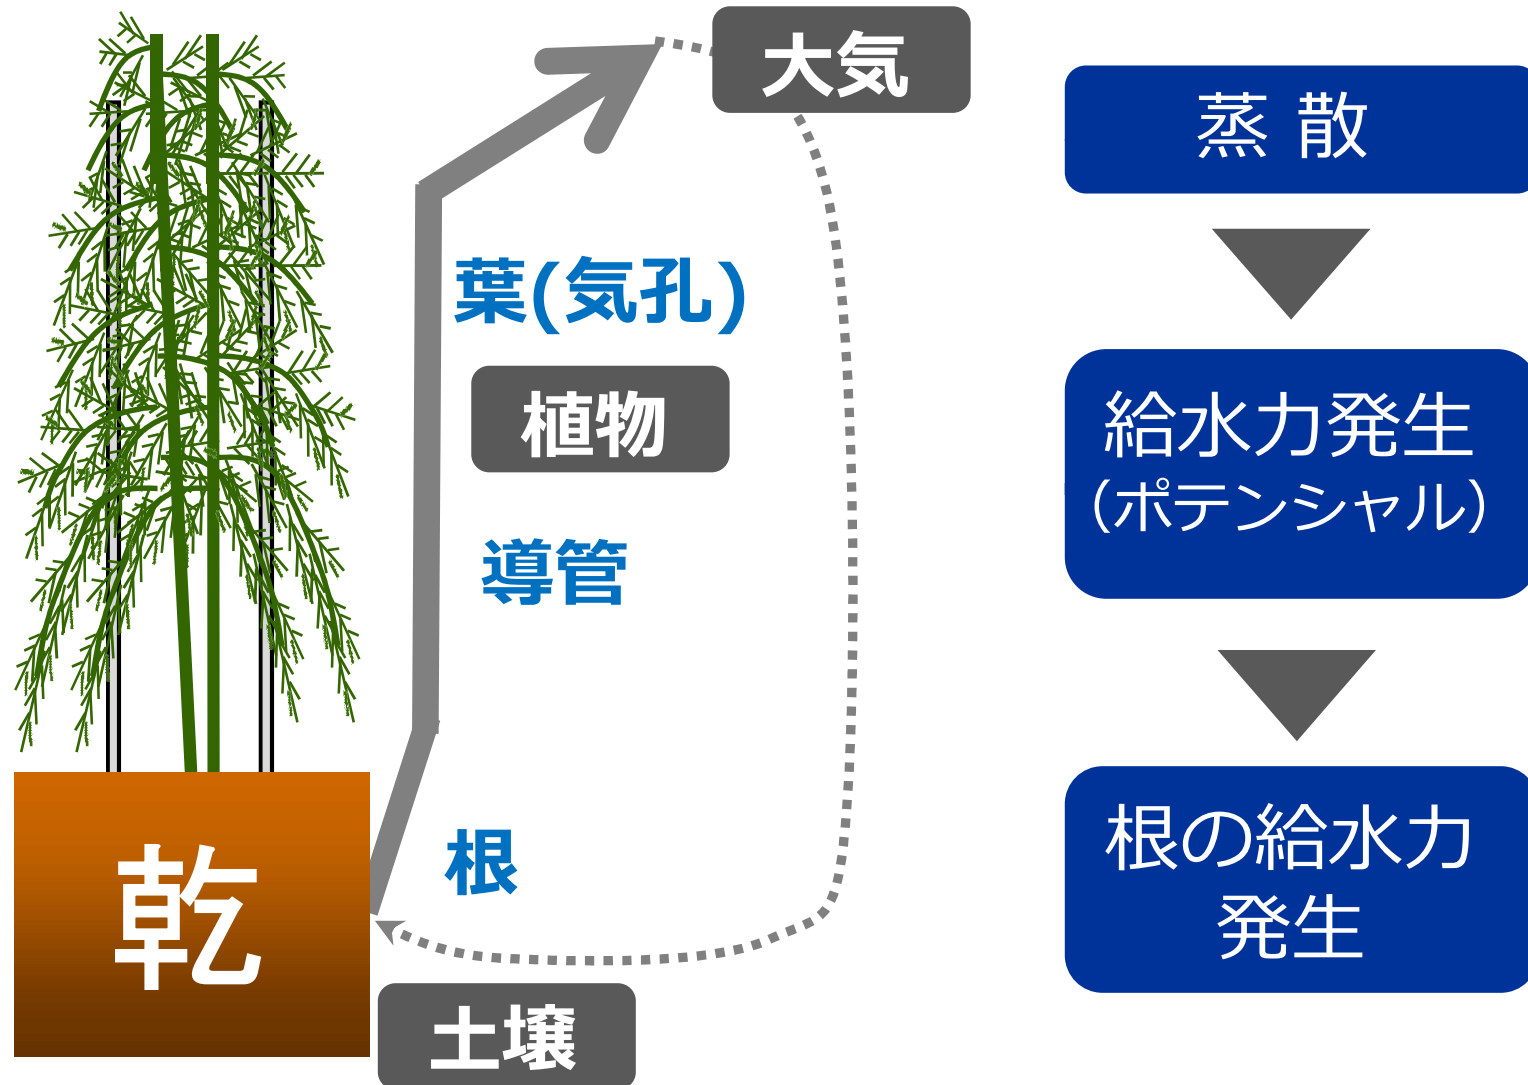 大気
葉(気孔)
植物
導管
根
乾
土壌
蒸 散
給水力発生
(ポテンシャル)
根の給水力
発生